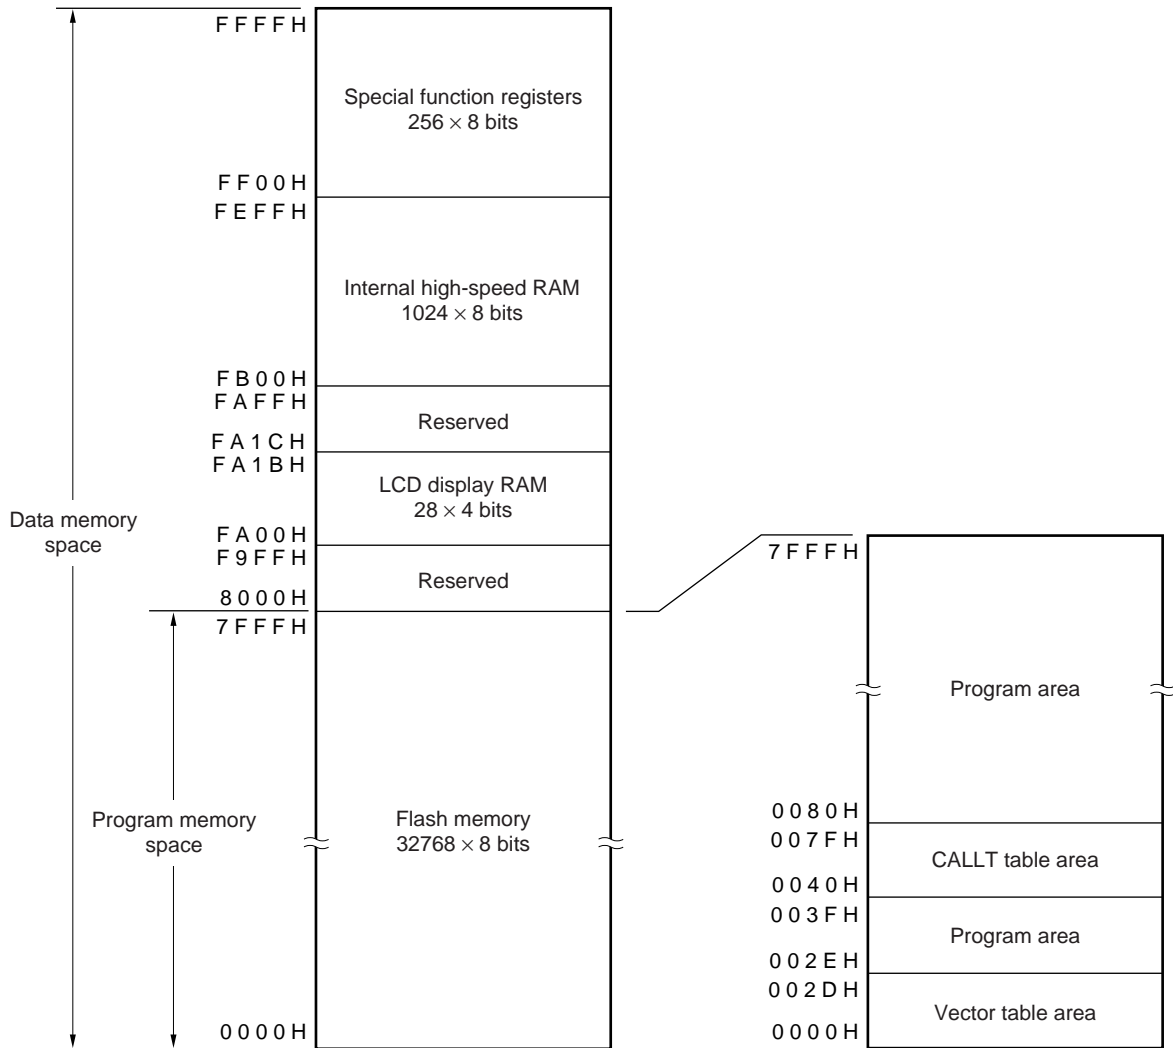 FFFFH
Special function registers
256 × 8 bits
FF00H
FEFFH
Internal high-speed RAM
1024 × 8 bits
FB00H
FAFFH
Reserved
FA1CH
FA1BH
LCD display RAM
28 × 4 bits
Data memory
space
FA00H
F9FFH
Reserved
8000H
7FFFH
Program memory
space
Flash memory
32768 × 8 bits
0000H
7FFFH
Program area
0080H
007FH
CALLT table area
0040H
003FH
Program area
002EH
002DH
Vector table area
0000H